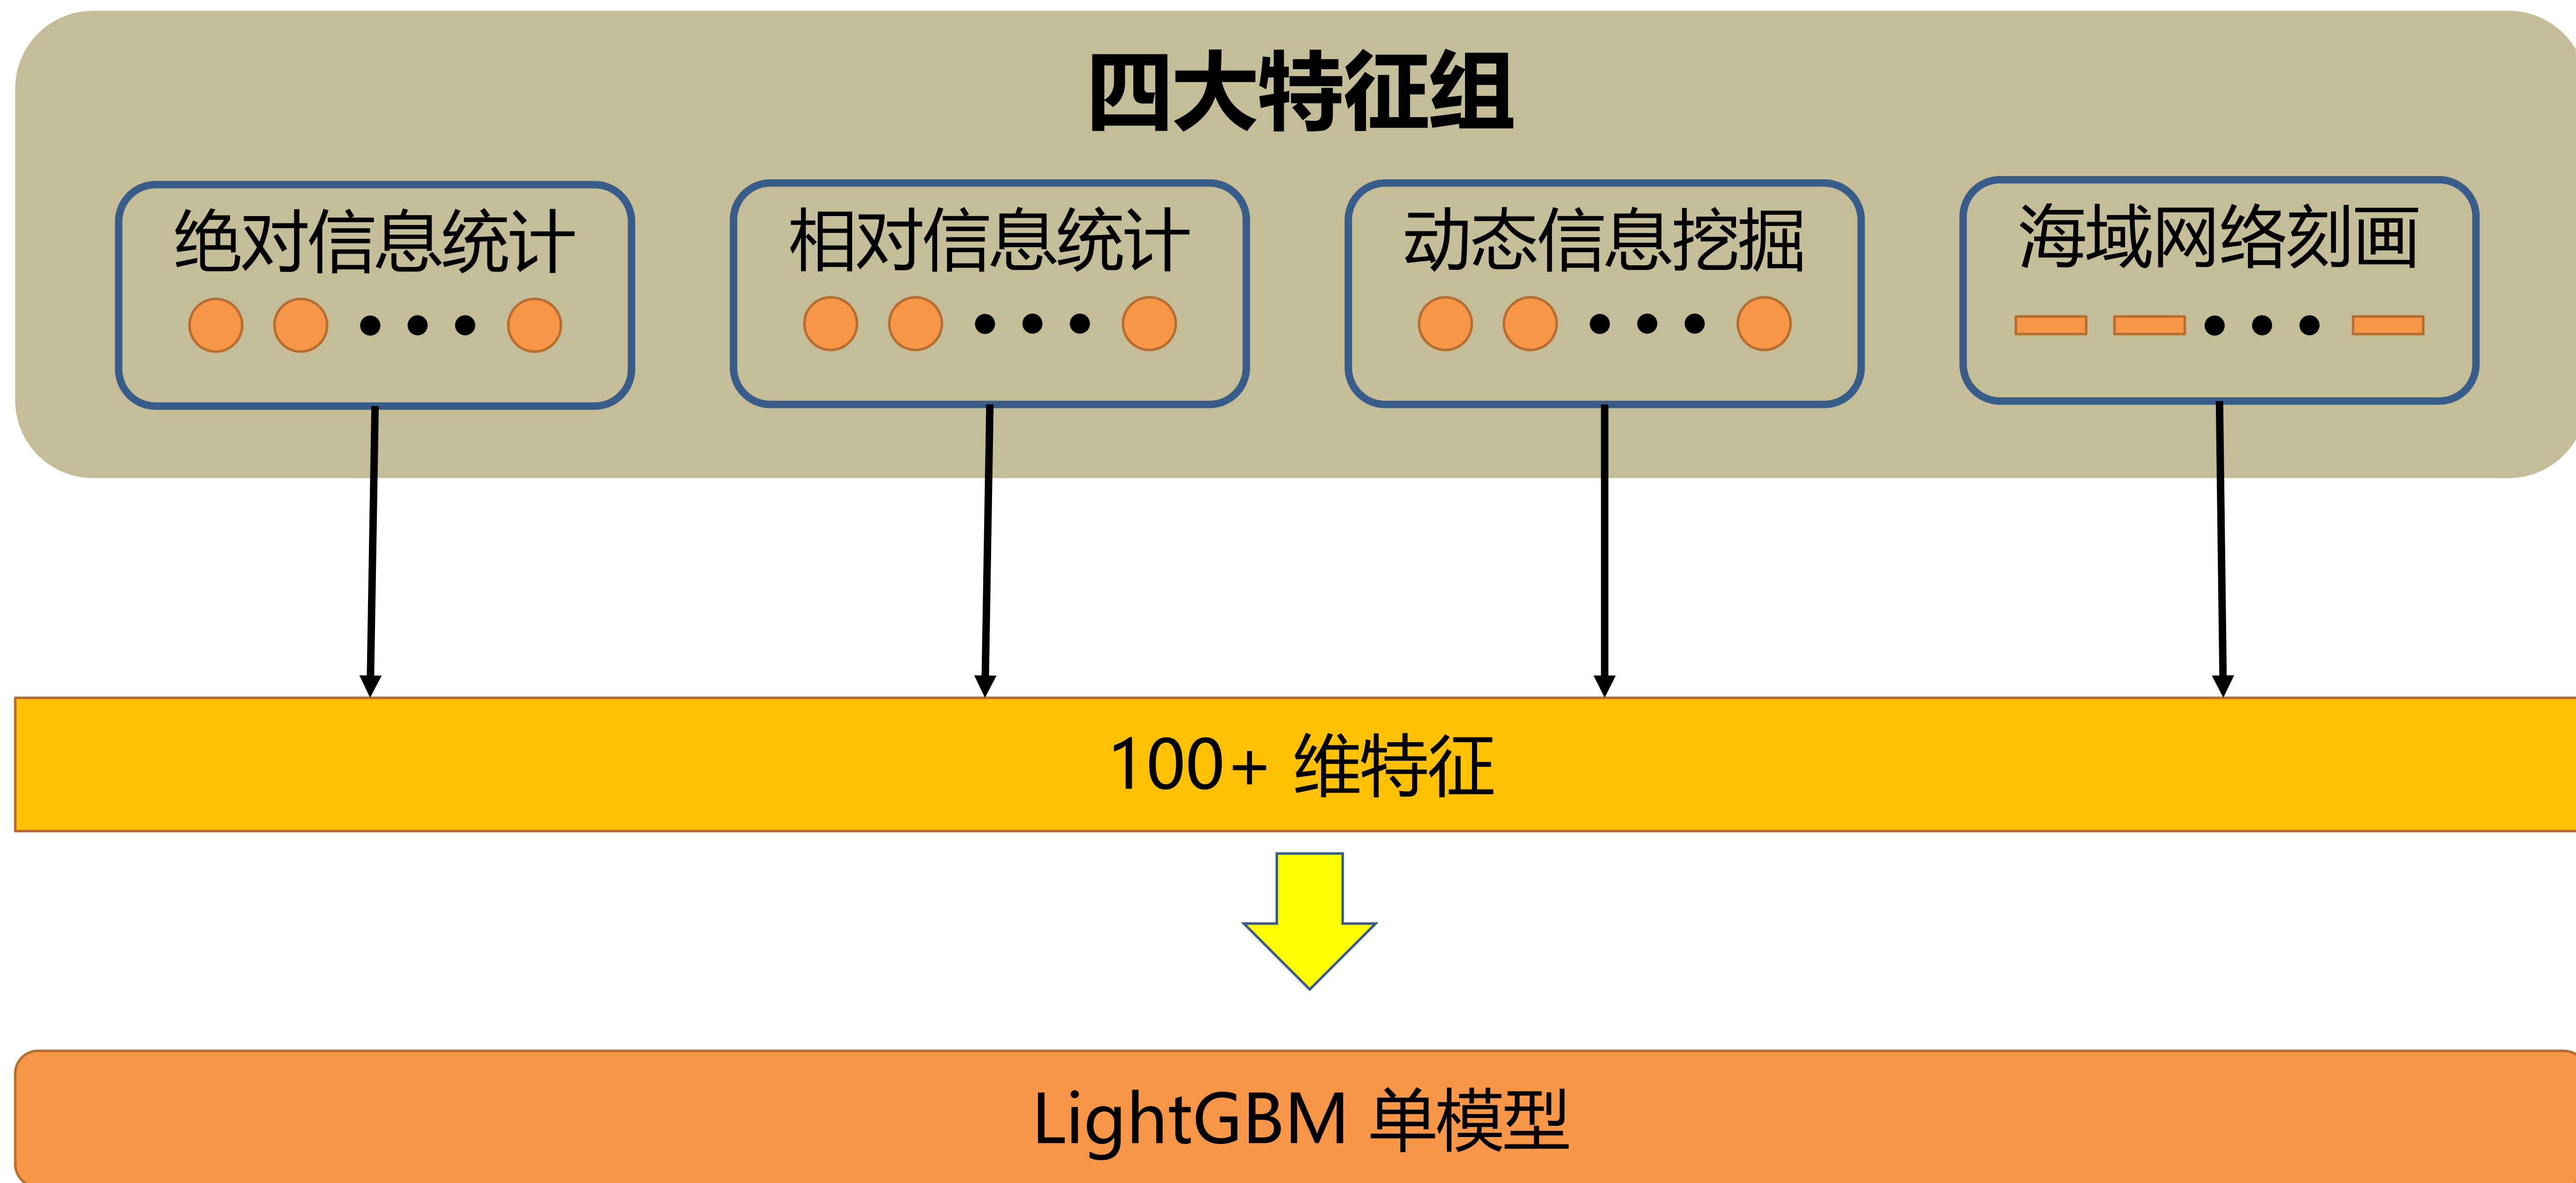 四大特征组
绝对信息统计
相对信息统计
动态信息挖掘
海域网络刻画
100+ 维特征
LightGBM 单模型